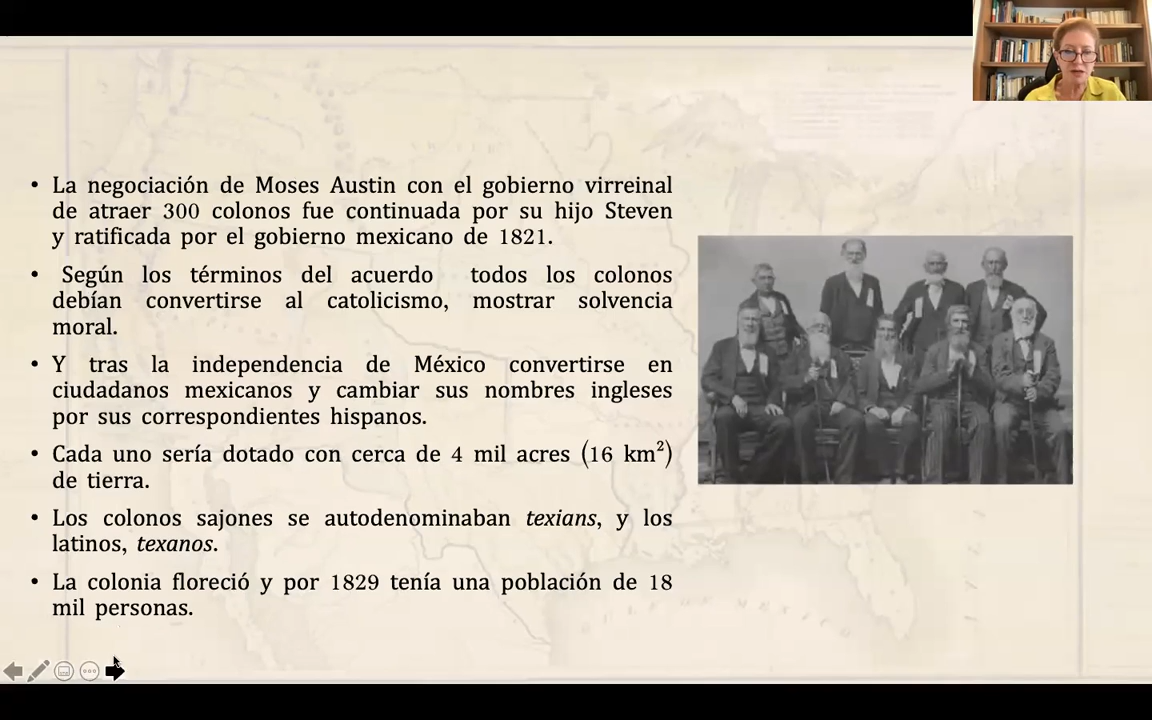 • La negociación de Moses Austin con el gobierno virreinal
de atraer 300 colonos fue continuada por su hijo Steven
y ratificada por el gobierno mexicano de 1821.
• Según los términos del acuerdo todos los colonos
debían convertirse al catolicismo, mostrar solvencia
moral.
• Y tras la independencia de México convertirse en
ciudadanos mexicanos y cambiar sus nombres ingleses
por sus correspondientes hispanos.
• Cada uno sería dotado con cerca de 4 mil acres (16 km²)
de tierra.
• Los colonos sajones se autodenominaban texians, y los
latinos, texanos.
• La colonia floreció y por 1829 tenía una población de 18
mil personas.